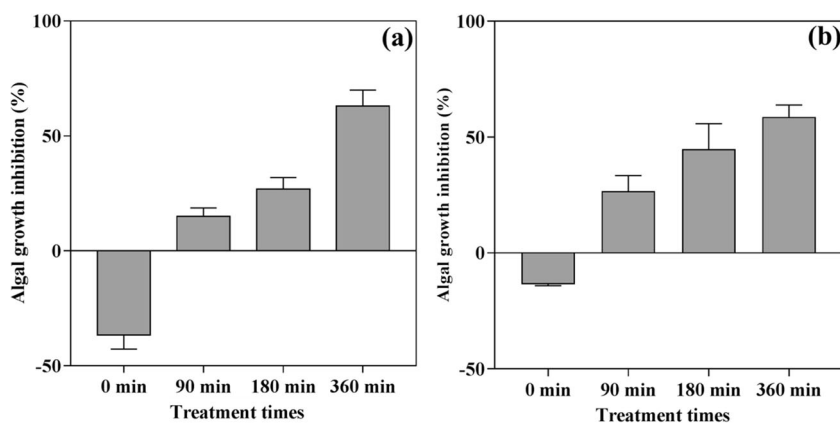 (a)
Algal growth inhibition (%)
100
50
0
-50
0 min 90 min 180 min 360 min
Treatment times
(b)
Algal growth inhibition (%)
100
50
0
-50
0 min 90 min 180 min 360 min
Treatment times